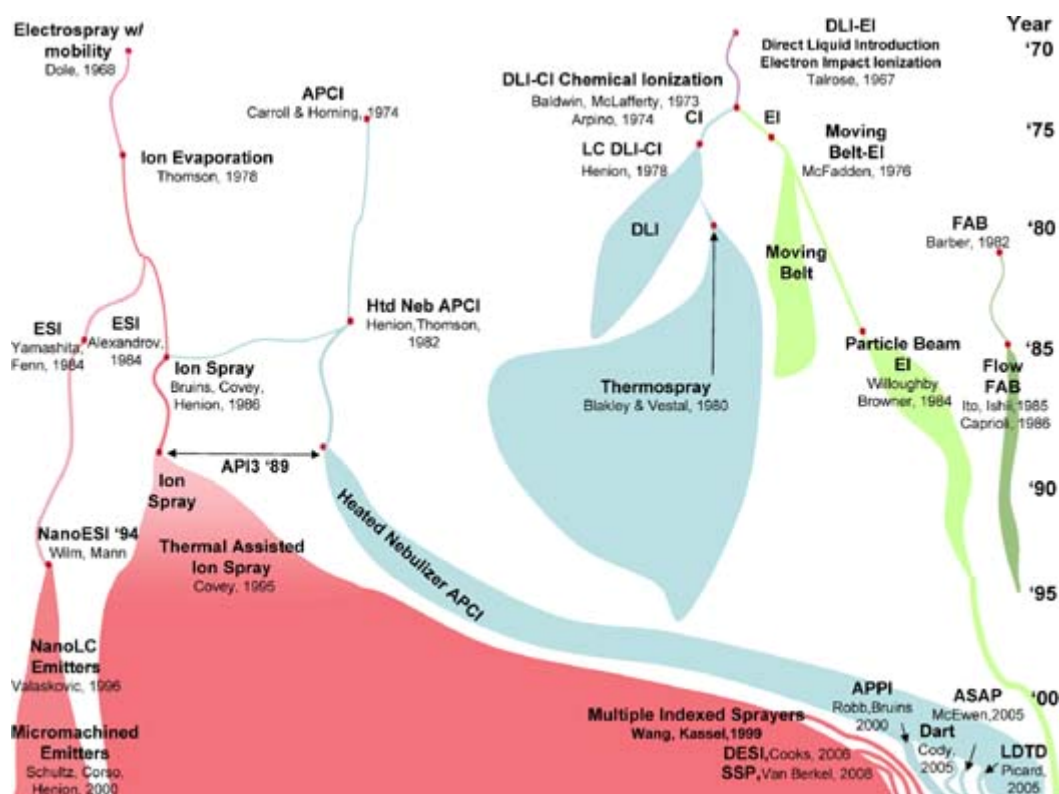 Electrospray w/
mobility
Dole, 1968
APCI
Carroll & Horning, 1974
DLI-EI
Direct Liquid Introduction
Electron Impact Ionization
Talrose, 1967
Year
'70
DLI-CI Chemical Ionization
Baldwin, McLafferty, 1973
Arpino, 1974
CI
EI
'75
Ion Evaporation
Thomson, 1978
LC DLI-CI
Henion, 1978
Moving
Belt-EI
McFadden, 1976
DLI
Moving
Belt
FAB
Barber, 1982
'80
ESI
Yamashita,
Fenn, 1984
ESI
Alexandrov,
1984
Htd Neb APCI
Henion,Thomson,
1982
Ion Spray
Bruins, Covey,
Henion, 1986
Thermospray
Blakley & Vestal, 1980
Particle Beam
EI
Willoughby
Browner, 1984
Flow
FAB
Ito, Ishii,1985
Caprioli, 1986
'85
API3 '89
Ion
Spray
'90
NanoESI '94
Wilm, Mann
Thermal Assisted
Ion Spray
Covey, 1995
Heated Nebulizer APCI
'95
NanoLC
Emitters
Valaskovic, 1996
Micromachined
Emitters
Schultz, Corso,
Henion, 2000
Multiple Indexed Sprayers
Wang, Kassel,1999
DESI,Cooks, 2006
SSP,Van Berkel, 2008
APPI
Robb,Bruins
2000
ASAP
McEwen,2005
Dart
Cody,
2005
LDTD
Picard,
2005
'00